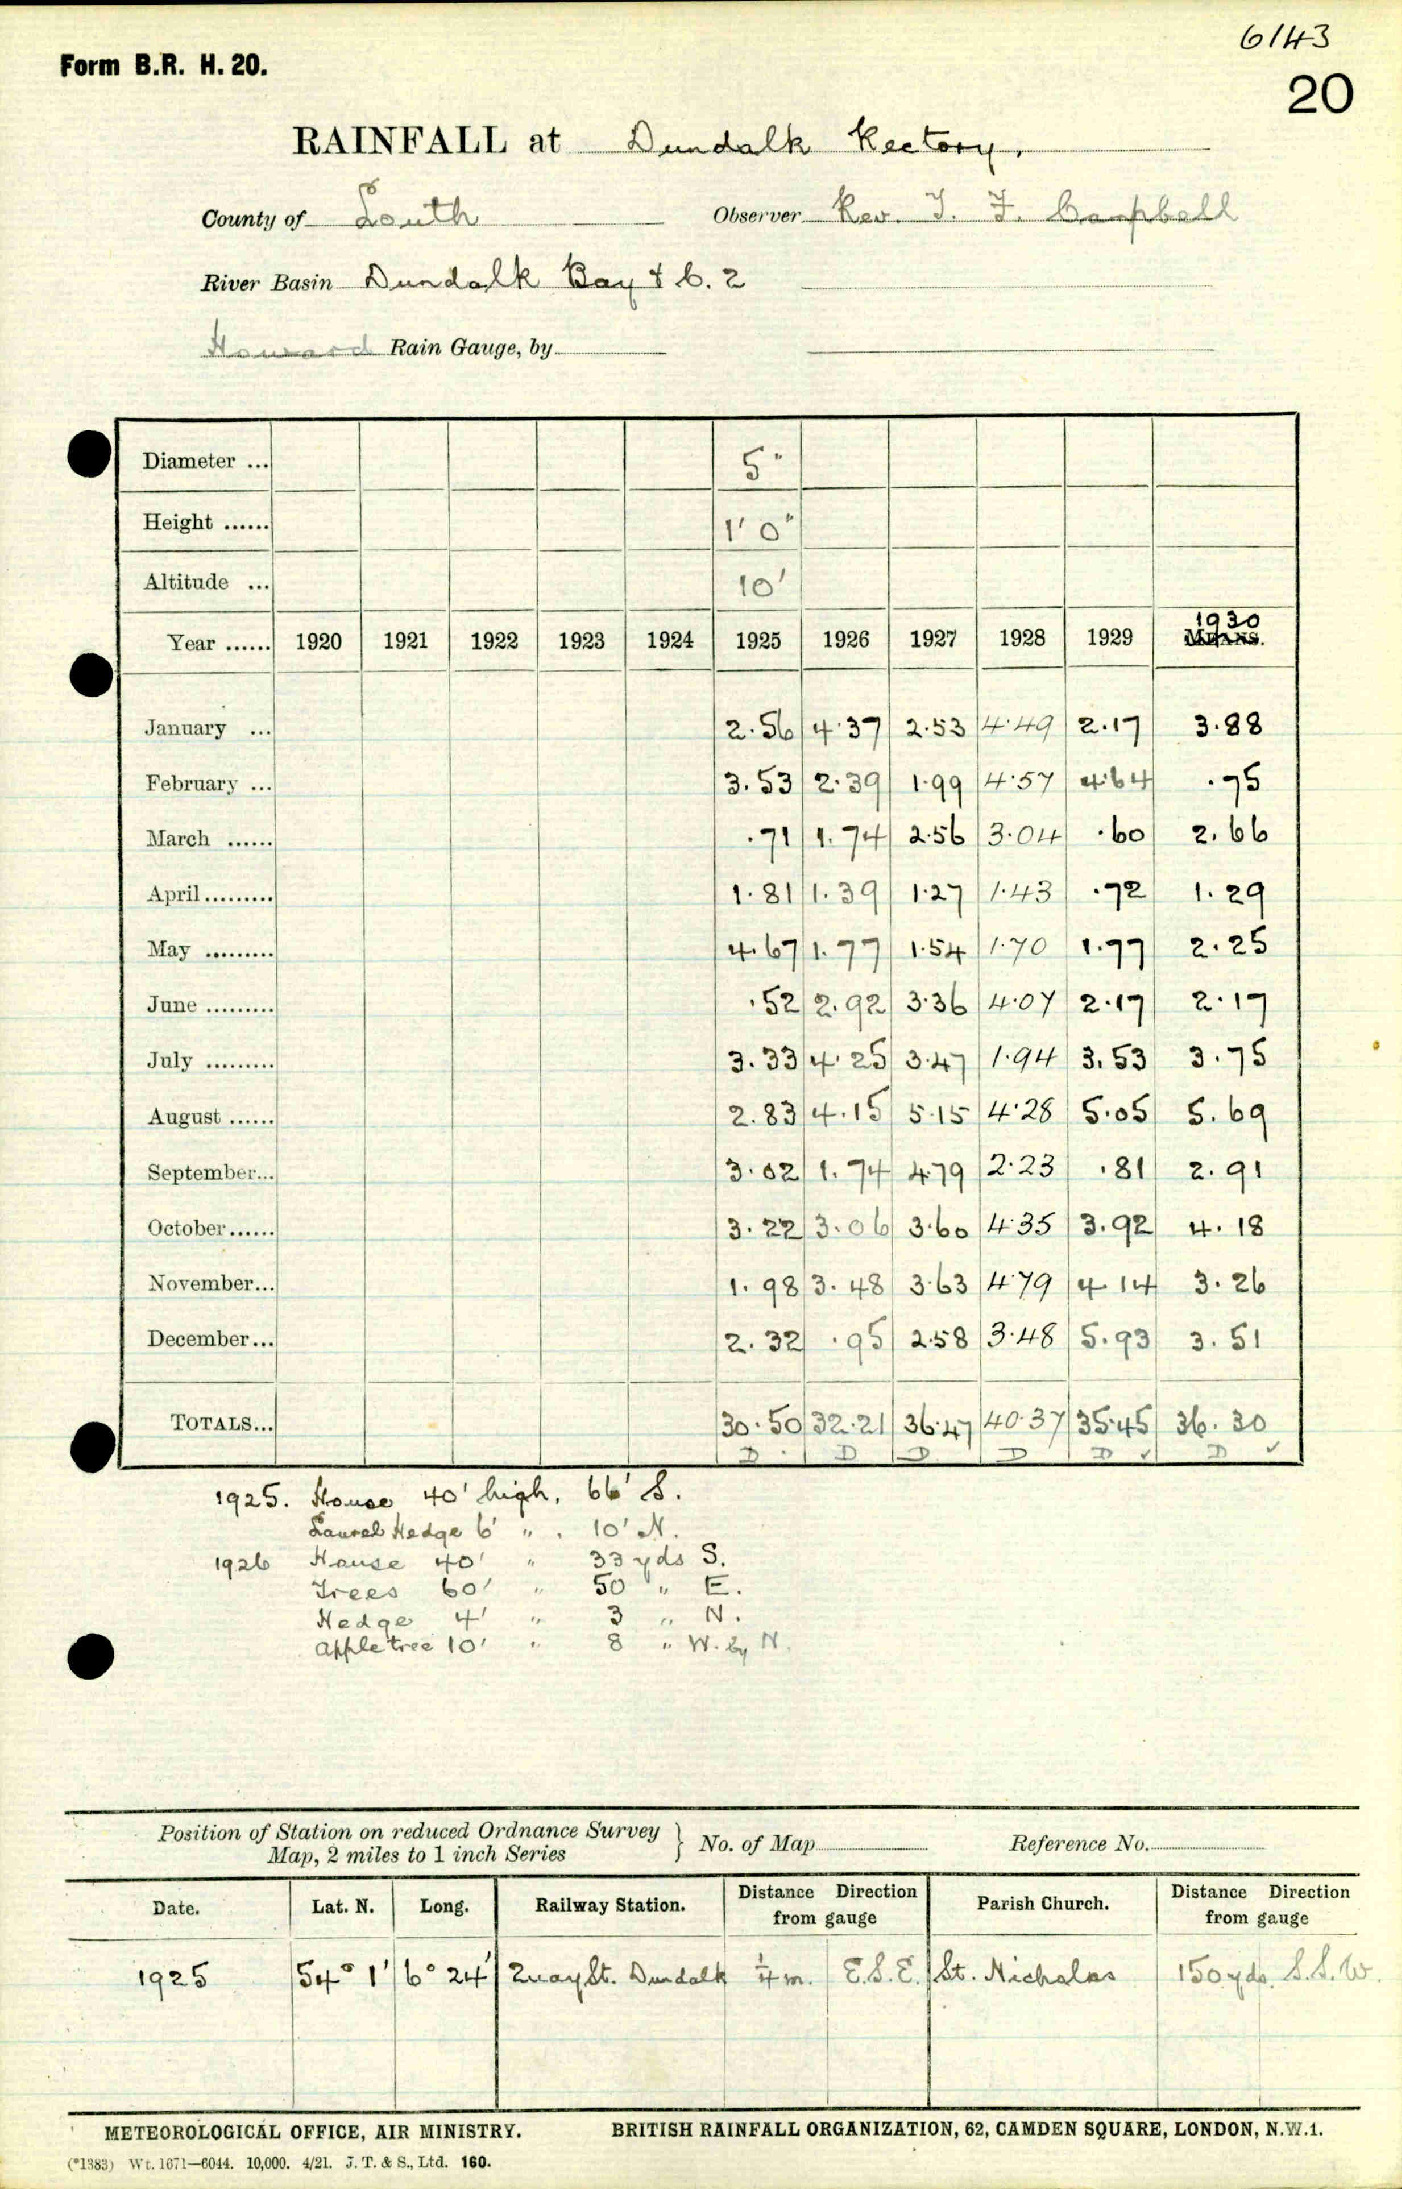 6143
Form B.R. H. 20.
20
RAINFALL at Dundalk Rectory.
County of Louth Observer Rev. T. F. Campbell
River Basin Dundalk Bay & C. 2
Howard Rain Gauge, by
Diameter ... 5"
Height ...... 1' 0"
Altitude ... 10'
Year ...... 1920 1921 1922 1923 1924 1925 1926 1927 1928 1929 1930 MEANS.
January ... 2.56 4.37 2.53 4.49 2.17 3.88
February ... 3.53 2.39 1.99 4.57 4.64 .75
March ...... .71 1.74 2.56 3.04 .60 2.66
April ......... 1.81 1.39 1.27 1.43 .72 1.29
May ......... 4.67 1.77 1.54 1.70 1.77 2.25
June ......... .52 2.92 3.36 4.07 2.17 2.17
July ......... 3.33 4.25 3.47 1.94 3.53 3.75
August ...... 2.83 4.15 5.15 4.28 5.05 5.69
September... 3.02 1.74 4.79 2.23 .81 2.91
October ...... 3.22 3.06 3.60 4.35 3.92 4.18
November... 1.98 3.48 3.63 4.79 4.14 3.26
December... 2.32 .95 2.58 3.48 5.93 3.51
TOTALS... 30.50 32.21 36.47 40.37 35.45 36.30
D D D D D ✓ D ✓
1925. House 40' high, 66' S.
Laurel Hedge 6' " . 10' N.
1926 House 40' " 33 yds S.
Trees 60' " 50 " E.
Hedge 4' " 3 " N.
apple tree 10' " 8 " W. by N.
Position of Station on reduced Ordnance Survey
Map, 2 miles to 1 inch Series } No. of Map Reference No.
Date. Lat. N. Long. Railway Station. Distance Direction from gauge Parish Church. Distance Direction from gauge
1925 54° 1' 6° 24' Quay St. Dundalk ¼ m. E.S.E. St. Nicholas 150 yds. S.S.W.
METEOROLOGICAL OFFICE, AIR MINISTRY. BRITISH RAINFALL ORGANIZATION, 62, CAMDEN SQUARE, LONDON, N.W.1.
(*1383) Wt. 1671—6044. 10,000. 4/21. J. T. & S., Ltd. 160.